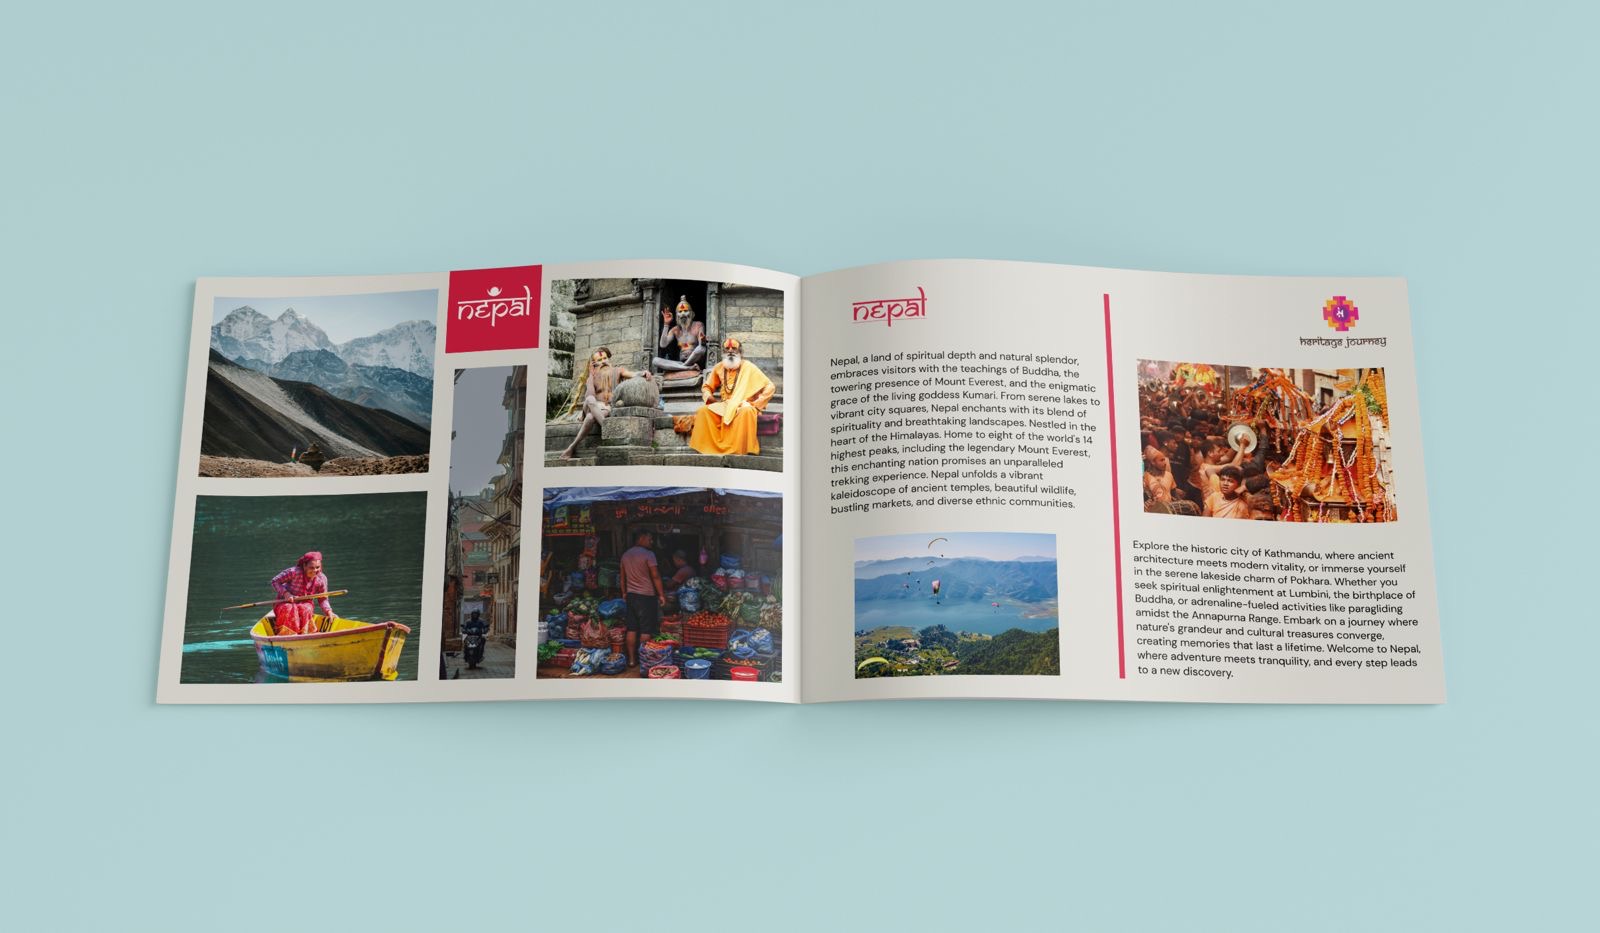 nepal
nepal
Nepal, a land of spiritual depth and natural splendor,
embraces visitors with the teachings of Buddha, the
towering presence of Mount Everest, and the enigmatic
grace of the living goddess Kumari. From serene lakes to
vibrant city squares, Nepal enchants with its blend of
spirituality and breathtaking landscapes. Nestled in the
heart of the Himalayas. Home to eight of the world's 14
highest peaks, including the legendary Mount Everest,
this enchanting nation promises an unparalleled
trekking experience. Nepal unfolds a vibrant
kaleidoscope of ancient temples, beautiful wildlife,
bustling markets, and diverse ethnic communities.
heritage journey
Explore the historic city of Kathmandu, where ancient
architecture meets modern vitality, or immerse yourself
in the serene lakeside charm of Pokhara. Whether you
seek spiritual enlightenment at Lumbini, the birthplace of
Buddha, or adrenaline-fueled activities like paragliding
amidst the Annapurna Range. Embark on a journey where
nature's grandeur and cultural treasures converge,
creating memories that last a lifetime. Welcome to Nepal,
where adventure meets tranquility, and every step leads
to a new discovery.